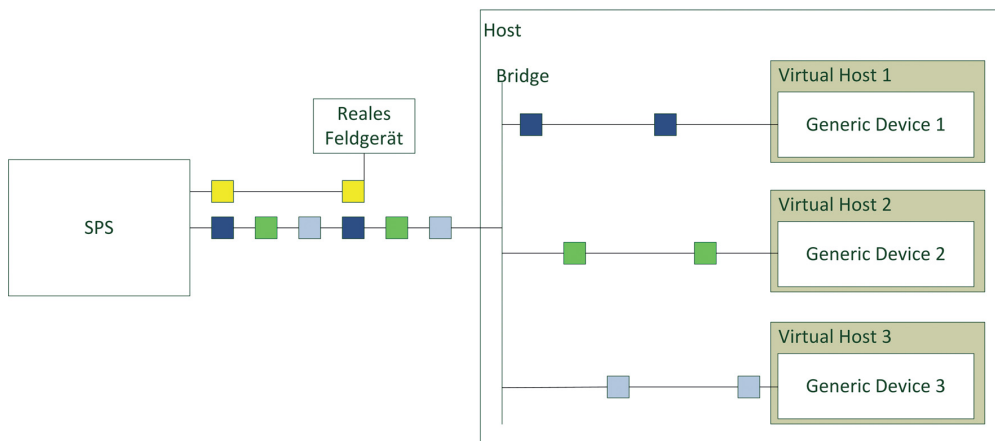 Host
Bridge
Virtual Host 1
Generic Device 1
Reales
Feldgerät
SPS
Virtual Host 2
Generic Device 2
Virtual Host 3
Generic Device 3